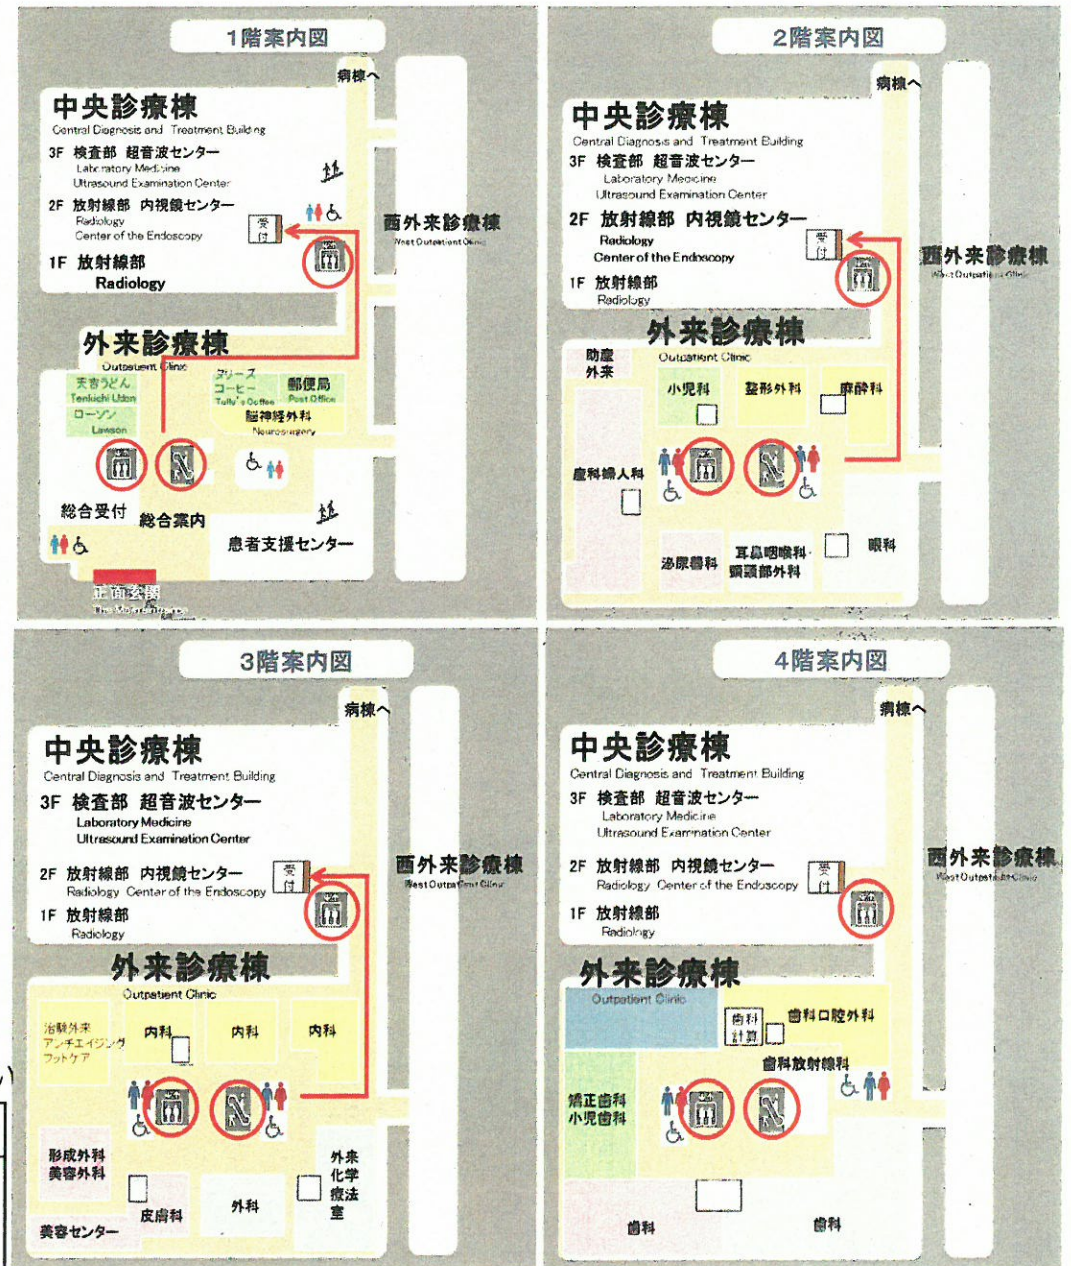 1階案内図
病棟へ
中央診療棟
Central Diagnosis and Treatment Building
3F 検査部 超音波センター
Laboratory Medicine
Ultrasound Examination Center
2F 放射線部 内視鏡センター
Radiology
Center of the Endoscopy
受付
1F 放射線部
Radiology
西外来診療棟
West Outpatient Clinic
外来診療棟
Outpatient Clinic
天吉うどん
Tenkichi Udon
ローソン
Lawson
タリーズ
コーヒー
Tully's Coffee
郵便局
Post Office
脳神経外科
Neurosurgery
総合受付
総合案内
患者支援センター
正面玄関
2階案内図
病棟へ
中央診療棟
Central Diagnosis and Treatment Building
3F 検査部 超音波センター
Laboratory Medicine
Ultrasound Examination Center
2F 放射線部 内視鏡センター
Radiology
Center of the Endoscopy
受付
1F 放射線部
Radiology
西外来診療棟
West Outpatient Clinic
外来診療棟
Outpatient Clinic
助産
外来
小児科
整形外科
麻酔科
産科婦人科
泌尿器科
耳鼻咽喉科・
頭頸部外科
眼科
3階案内図
病棟へ
中央診療棟
Central Diagnosis and Treatment Building
3F 検査部 超音波センター
Laboratory Medicine
Ultrasound Examination Center
2F 放射線部 内視鏡センター
Radiology Center of the Endoscopy
受付
1F 放射線部
Radiology
西外来診療棟
West Outpatient Clinic
外来診療棟
Outpatient Clinic
治験外来
アンチエイジング
フットケア
内科
内科
内科
形成外科
美容外科
皮膚科
外科
外来
化学
療法
室
美容センター
4階案内図
病棟へ
中央診療棟
Central Diagnosis and Treatment Building
3F 検査部 超音波センター
Laboratory Medicine
Ultrasound Examination Center
2F 放射線部 内視鏡センター
Radiology Center of the Endoscopy
受付
1F 放射線部
Radiology
西外来診療棟
West Outpatient Clinic
外来診療棟
Outpatient Clinic
歯科
計算
歯科口腔外科
歯科放射線科
矯正歯科
小児歯科
歯科
歯科